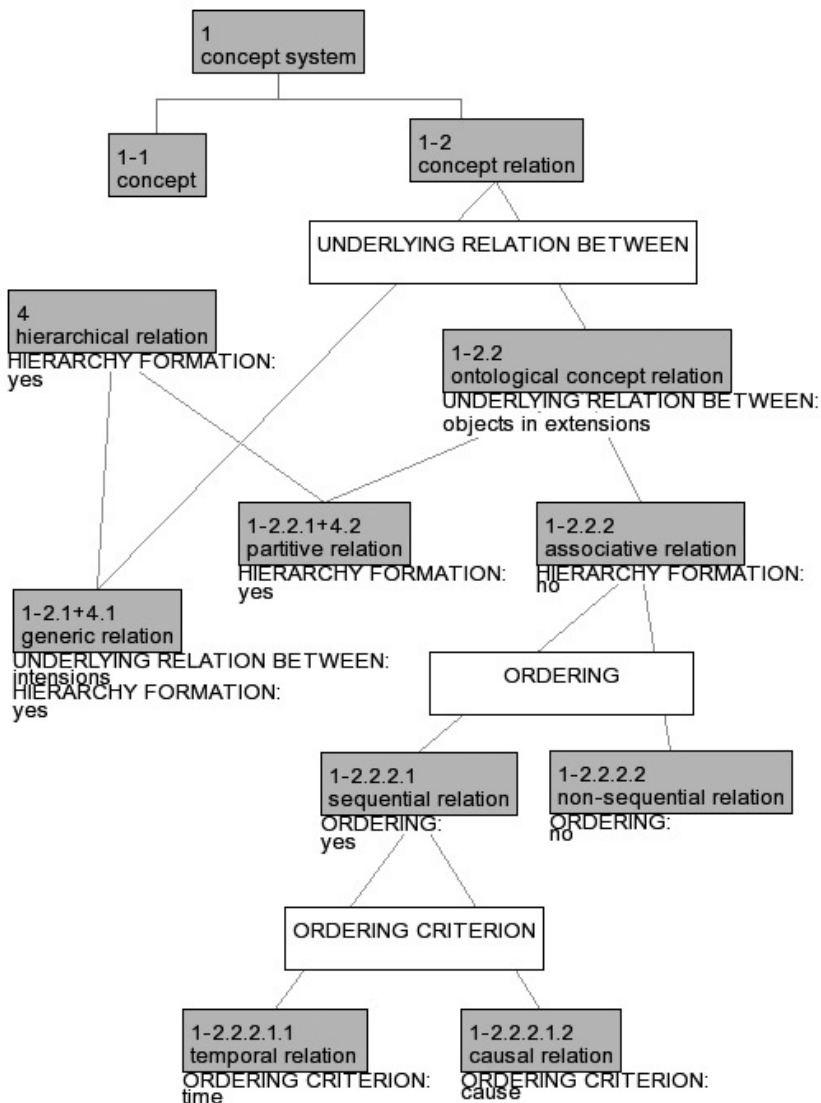 1
concept system
1-1
concept
1-2
concept relation
UNDERLYING RELATION BETWEEN
4
hierarchical relation
HIERARCHY FORMATION:
yes
1-2.2
ontological concept relation
UNDERLYING RELATION BETWEEN:
objects in extensions
1-2.2.1+4.2
partitive relation
HIERARCHY FORMATION:
yes
1-2.2.2
associative relation
HIERARCHY FORMATION:
no
1-2.1+4.1
generic relation
UNDERLYING RELATION BETWEEN:
intensions
HIERARCHY FORMATION:
yes
ORDERING
1-2.2.2.1
sequential relation
ORDERING:
yes
1-2.2.2.2
non-sequential relation
ORDERING:
no
ORDERING CRITERION
1-2.2.2.1.1
temporal relation
ORDERING CRITERION:
time
1-2.2.2.1.2
causal relation
ORDERING CRITERION:
cause